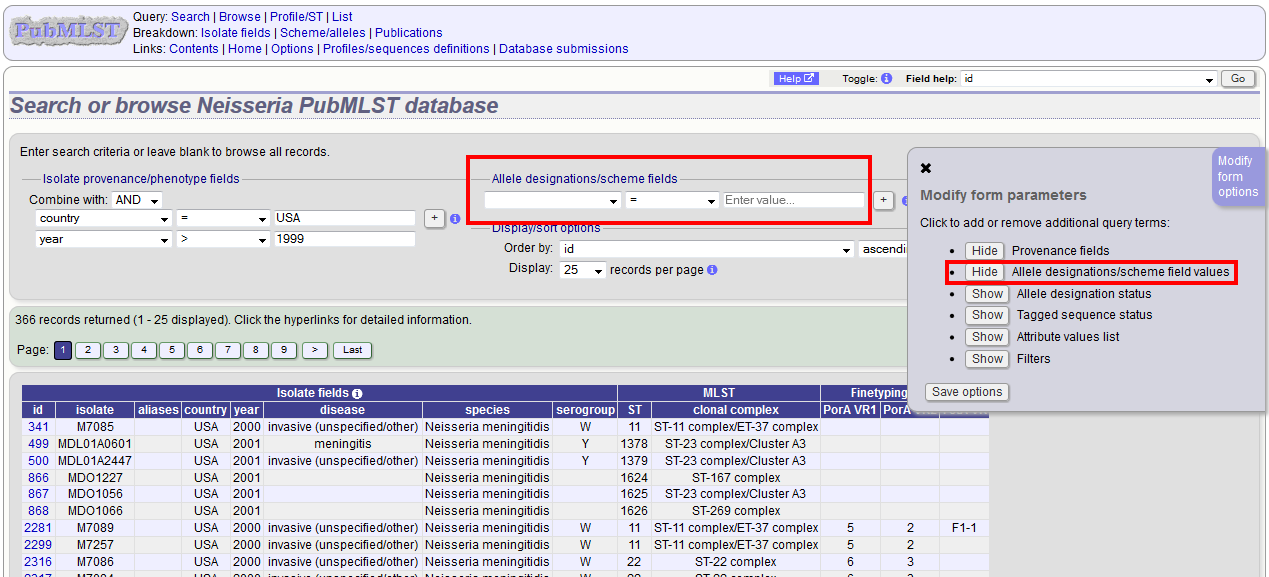 PubMLST
Query: Search | Browse | Profile/ST | List
Breakdown: Isolate fields | Scheme/alleles | Publications
Links: Contents | Home | Options | Profiles/sequences definitions | Database submissions
Help Toggle: i Field help: id Go
Search or browse Neisseria PubMLST database
Enter search criteria or leave blank to browse all records.
Isolate provenance/phenotype fields
Combine with: AND
country = USA + i
year > 1999
Allele designations/scheme fields
= Enter value... +
Display/sort options
Order by: id ascendi
Display: 25 records per page i
Modify
form
options
✖
Modify form parameters
Click to add or remove additional query terms:
• Hide Provenance fields
• Hide Allele designations/scheme field values
• Show Allele designation status
• Show Tagged sequence status
• Show Attribute values list
• Show Filters
Save options
366 records returned (1 - 25 displayed). Click the hyperlinks for detailed information.
Page: 1 2 3 4 5 6 7 8 9 > Last
Isolate fields i MLST Finetyping
id isolate aliases country year disease species serogroup ST clonal complex PorA VR1 PorA
341 M7085 USA 2000 invasive (unspecified/other) Neisseria meningitidis W 11 ST-11 complex/ET-37 complex
499 MDL01A0601 USA 2001 meningitis Neisseria meningitidis Y 1378 ST-23 complex/Cluster A3
500 MDL01A2447 USA 2001 invasive (unspecified/other) Neisseria meningitidis Y 1379 ST-23 complex/Cluster A3
866 MDO1227 USA 2001 Neisseria meningitidis 1624 ST-167 complex
867 MDO1056 USA 2001 Neisseria meningitidis 1625 ST-23 complex/Cluster A3
868 MDO1066 USA 2001 Neisseria meningitidis 1626 ST-269 complex
2281 M7089 USA 2000 invasive (unspecified/other) Neisseria meningitidis W 11 ST-11 complex/ET-37 complex 5 2 F1-1
2299 M7257 USA 2000 invasive (unspecified/other) Neisseria meningitidis W 11 ST-11 complex/ET-37 complex 5 2
2316 M7086 USA 2000 invasive (unspecified/other) Neisseria meningitidis W 22 ST-22 complex 6 3